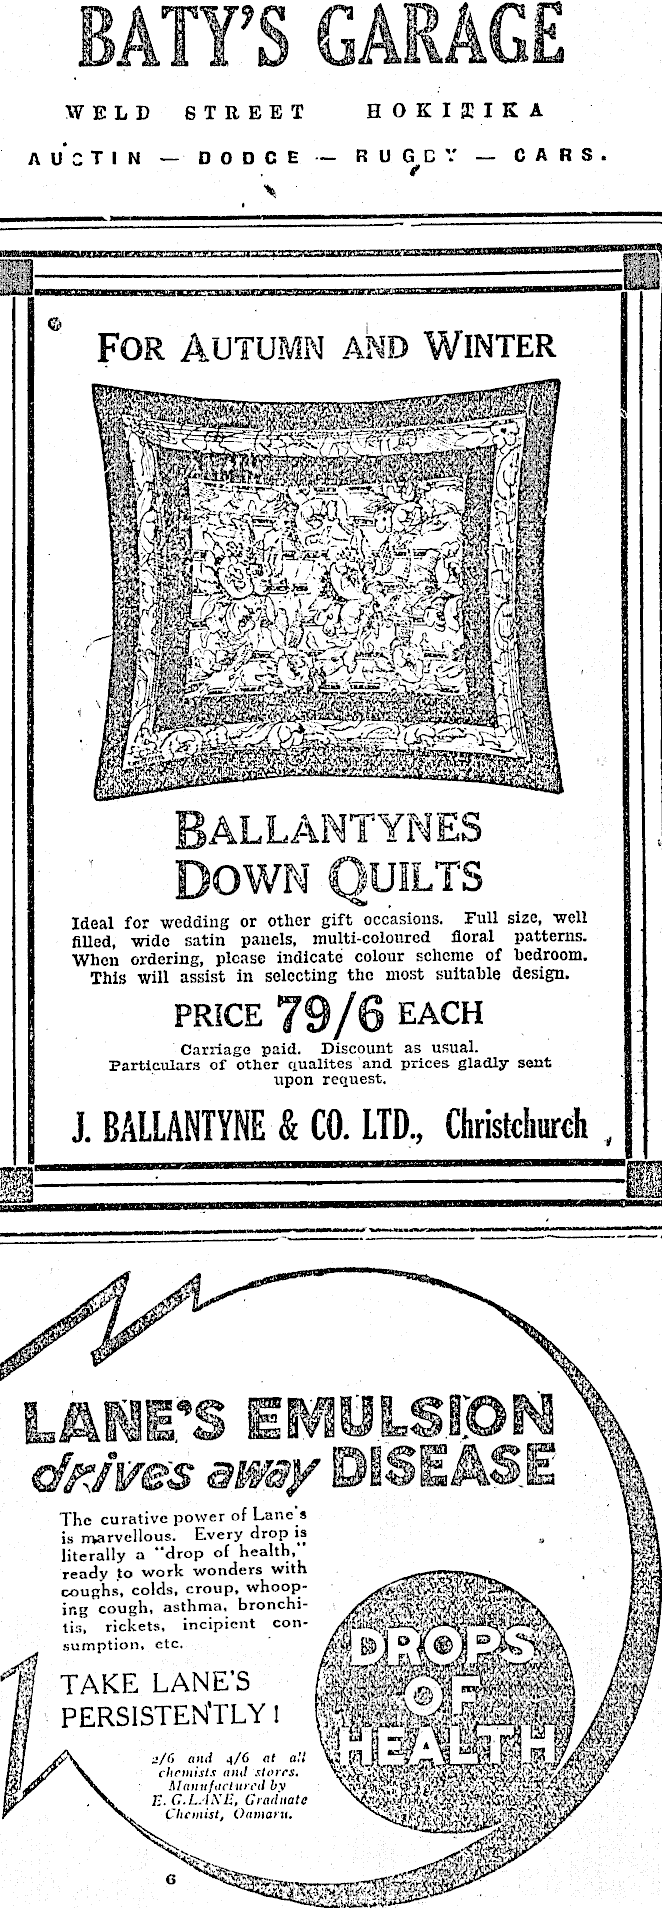 BATY'S GARAGE
WELD STREET HOKITIKA
AUSTIN — DODGE — RUGBY — CARS.
FOR AUTUMN AND WINTER
BALLANTYNES
DOWN QUILTS
Ideal for wedding or other gift occasions. Full size, well
filled, wide satin panels, multi-coloured floral patterns.
When ordering, please indicate colour scheme of bedroom.
This will assist in selecting the most suitable design.
PRICE 79/6 EACH
Carriage paid. Discount as usual.
Particulars of other qualites and prices gladly sent
upon request.
J. BALLANTYNE & CO. LTD., Christchurch
LANE'S EMULSION
drives away DISEASE
The curative power of Lane's
is marvellous. Every drop is
literally a "drop of health,"
ready to work wonders with
coughs, colds, croup, whoop-
ing cough, asthma, bronchi-
tis, rickets, incipient con-
sumption, etc.
TAKE LANE'S
PERSISTENTLY!
DROPS
OF
HEALTH
2/6 and 4/6 at all
chemists and stores.
Manufactured by
E. G. LANE, Graduate
Chemist, Oamaru.
6